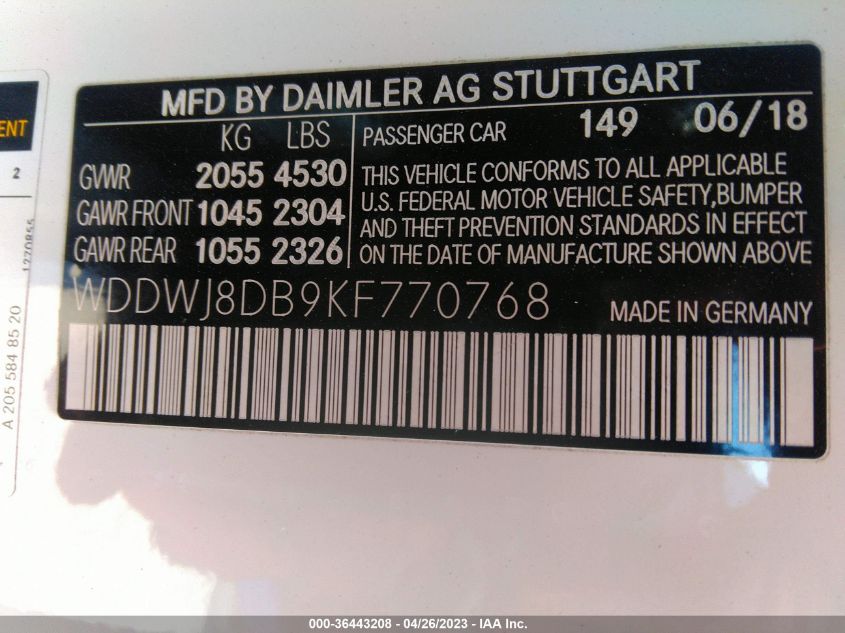 ENT
2
1270855
A 205 584 85 20
MFD BY DAIMLER AG STUTTGART
KG LBS
GVWR 2055 4530
GAWR FRONT 1045 2304
GAWR REAR 1055 2326
PASSENGER CAR 149 06/18
THIS VEHICLE CONFORMS TO ALL APPLICABLE
U.S. FEDERAL MOTOR VEHICLE SAFETY,BUMPER
AND THEFT PREVENTION STANDARDS IN EFFECT
ON THE DATE OF MANUFACTURE SHOWN ABOVE
WDDWJ8DB9KF770768
MADE IN GERMANY
000-36443208 - 04/26/2023 - IAA Inc.